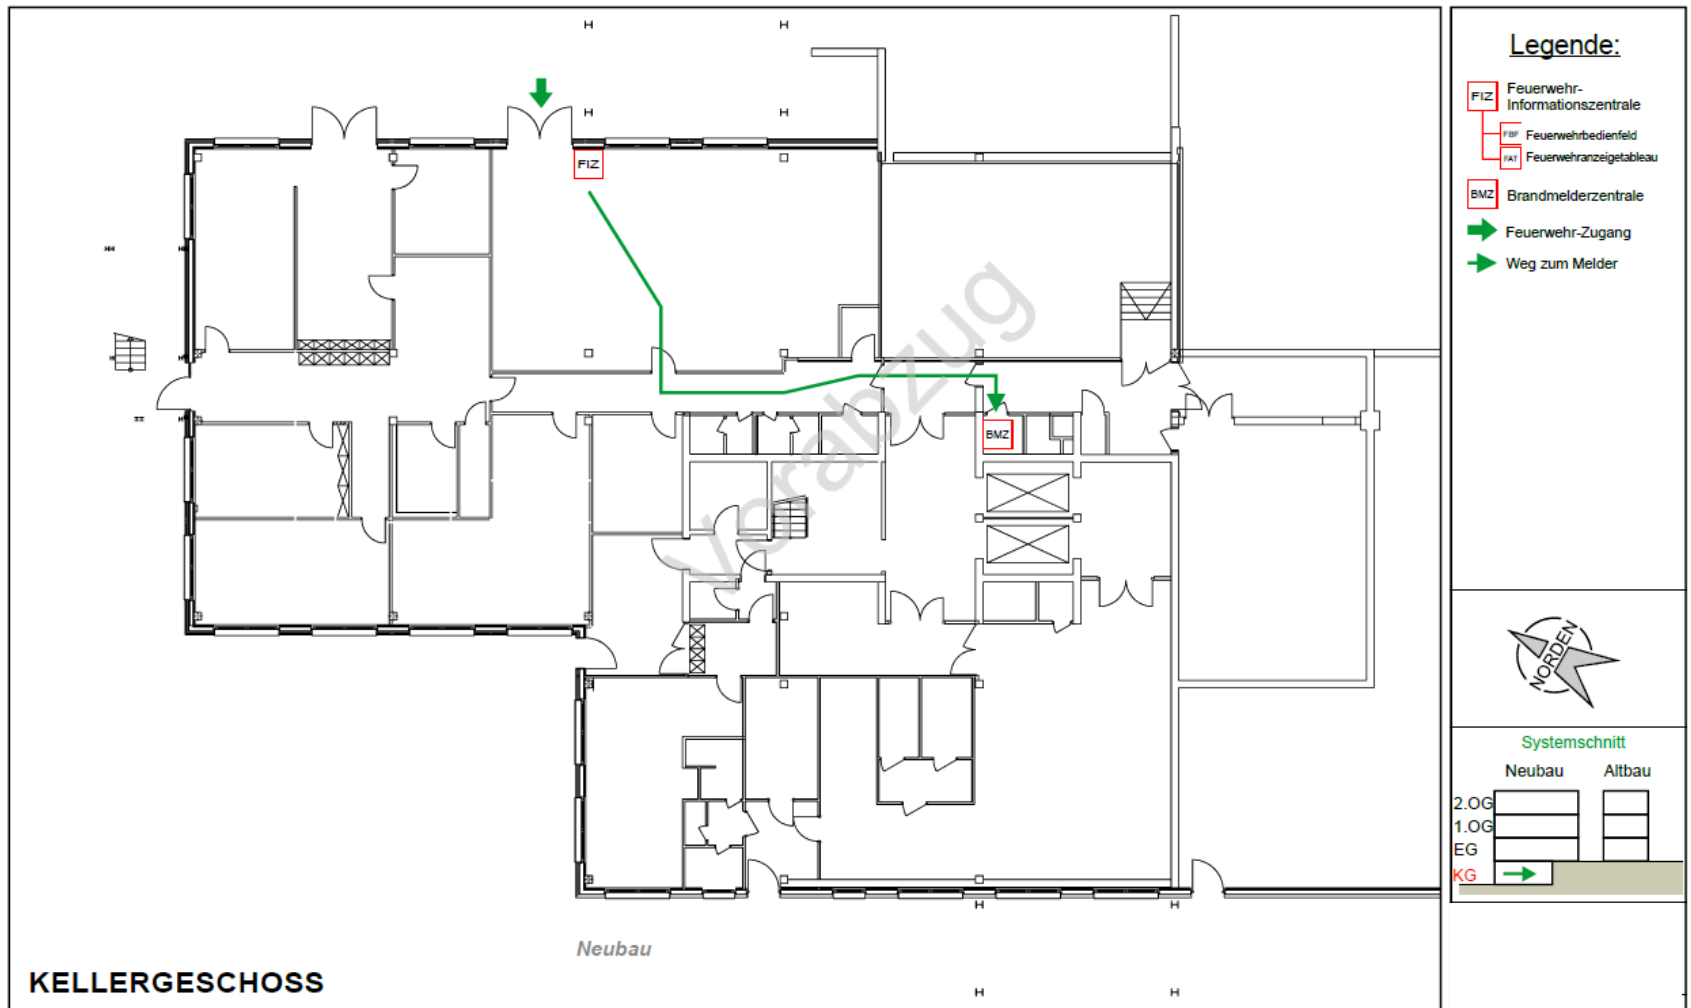 FIZ
BMZ
Vorabzug
Neubau
KELLERGESCHOSS
Legende:
FIZ Feuerwehr-
Informationszentrale
FBF Feuerwehrbedienfeld
FAT Feuerwehranzeigetableau
BMZ Brandmelderzentrale
Feuerwehr-Zugang
Weg zum Melder
NORDEN
Systemschnitt
Neubau Altbau
2.OG
1.OG
EG
KG